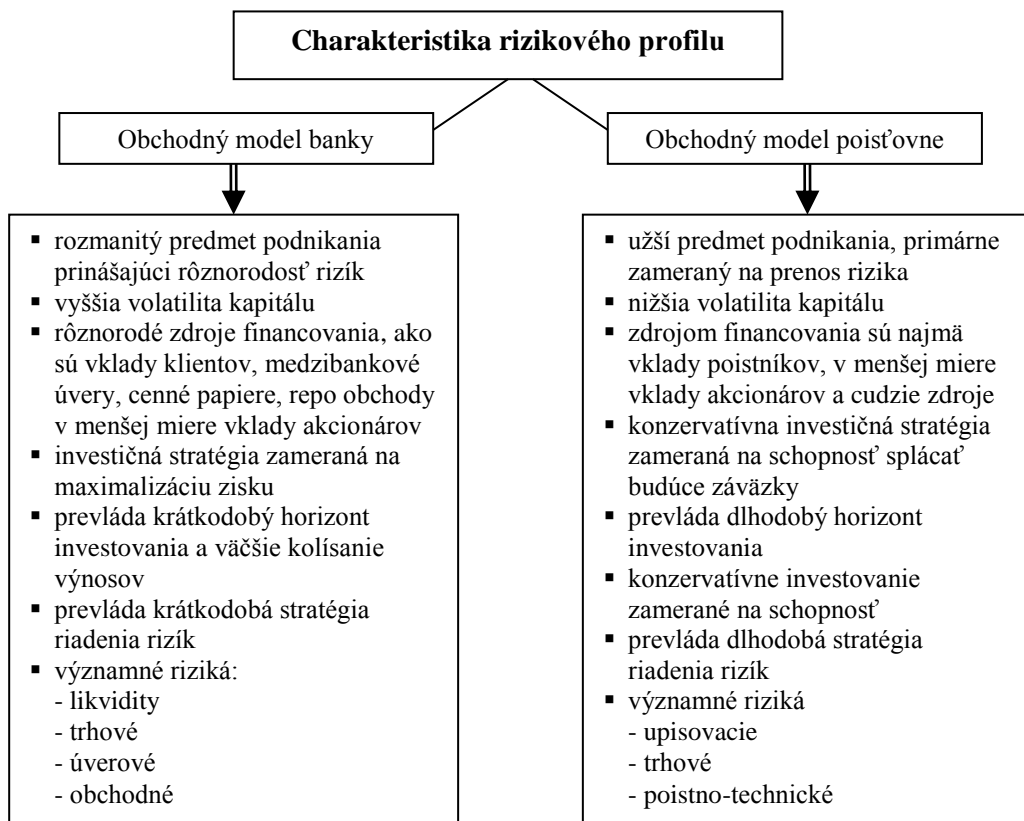 Charakteristika rizikového profilu
Obchodný model banky
Obchodný model poisťovne
▪ rozmanitý predmet podnikania
prinášajúci rôznorodosť rizík
▪ vyššia volatilita kapitálu
▪ rôznorodé zdroje financovania, ako
sú vklady klientov, medzibankové
úvery, cenné papiere, repo obchody
v menšej miere vklady akcionárov
▪ investičná stratégia zameraná na
maximalizáciu zisku
▪ prevláda krátkodobý horizont
investovania a väčšie kolísanie
výnosov
▪ prevláda krátkodobá stratégia
riadenia rizík
▪ významné riziká:
- likvidity
- trhové
- úverové
- obchodné
▪ užší predmet podnikania, primárne
zameraný na prenos rizika
▪ nižšia volatilita kapitálu
▪ zdrojom financovania sú najmä
vklady poistníkov, v menšej miere
vklady akcionárov a cudzie zdroje
▪ konzervatívna investičná stratégia
zameraná na schopnosť splácať
budúce záväzky
▪ prevláda dlhodobý horizont
investovania
▪ konzervatívne investovanie
zamerané na schopnosť
▪ prevláda dlhodobá stratégia
riadenia rizík
▪ významné riziká
- upisovacie
- trhové
- poistno-technické